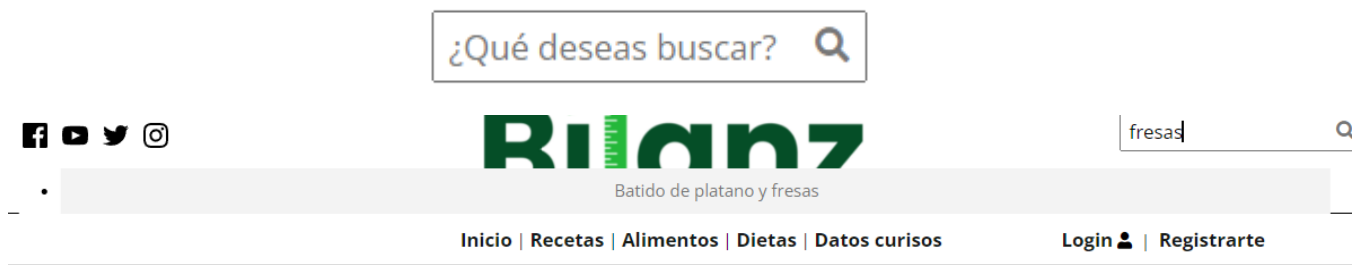 ¿Qué deseas buscar?
Bilanz
fresas
Batido de platano y fresas
Inicio | Recetas | Alimentos | Dietas | Datos curisos
Login | Registrarte